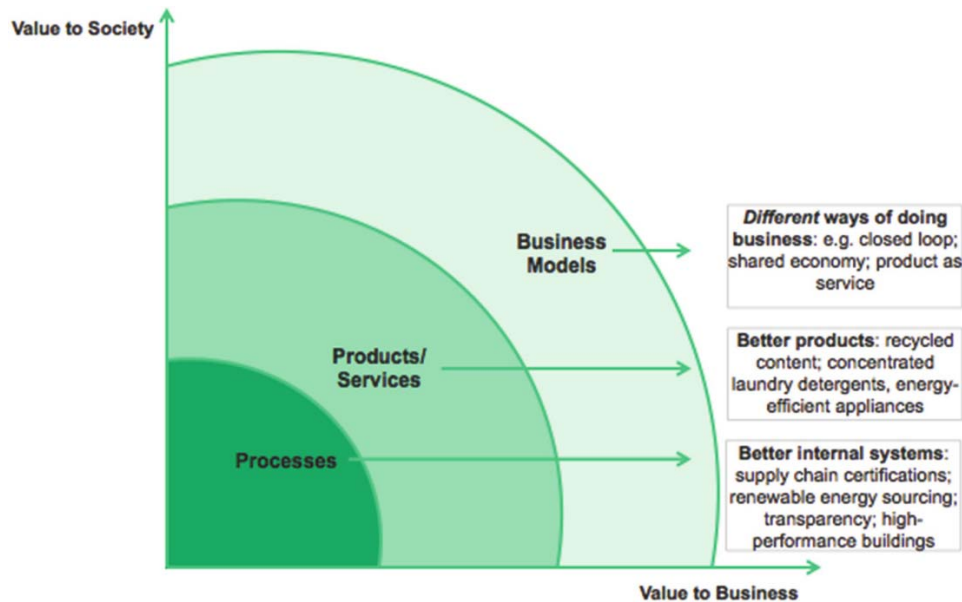 Value to Society
Business
Models
Different ways of doing
business: e.g. closed loop;
shared economy; product as
service
Products/
Services
Better products: recycled
content; concentrated
laundry detergents, energy-
efficient appliances
Processes
Better internal systems:
supply chain certifications;
renewable energy sourcing;
transparency; high-
performance buildings
Value to Business